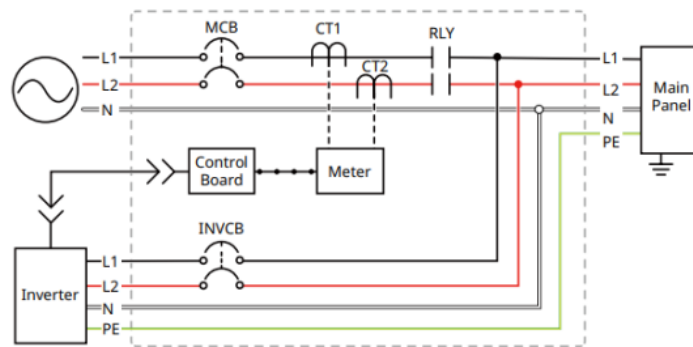 MCB
CT1
RLY
L1
L1
CT2
L2
L2
Main
Panel
N
N
PE
Control
Board
Meter
INVCB
L1
Inverter
L2
N
PE